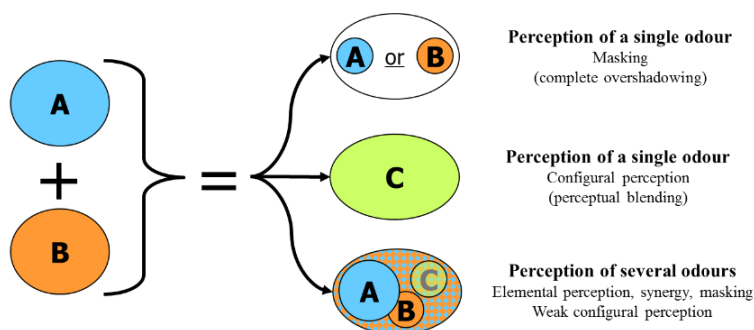 A
+
B
=
A or B
Perception of a single odour
Masking
(complete overshadowing)
C
Perception of a single odour
Configural perception
(perceptual blending)
A
B
C
Perception of several odours
Elemental perception, synergy, masking
Weak configural perception